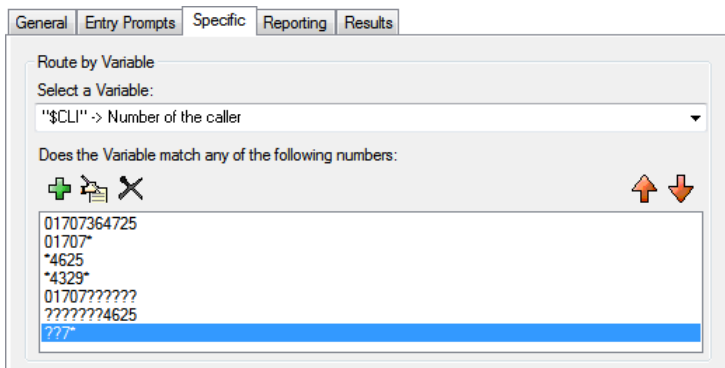 General Entry Prompts Specific Reporting Results
Route by Variable
Select a Variable:
"$CLI" -> Number of the caller
Does the Variable match any of the following numbers:
01707364725
01707*
*4625
*4329*
01707??????
???????4625
??7*